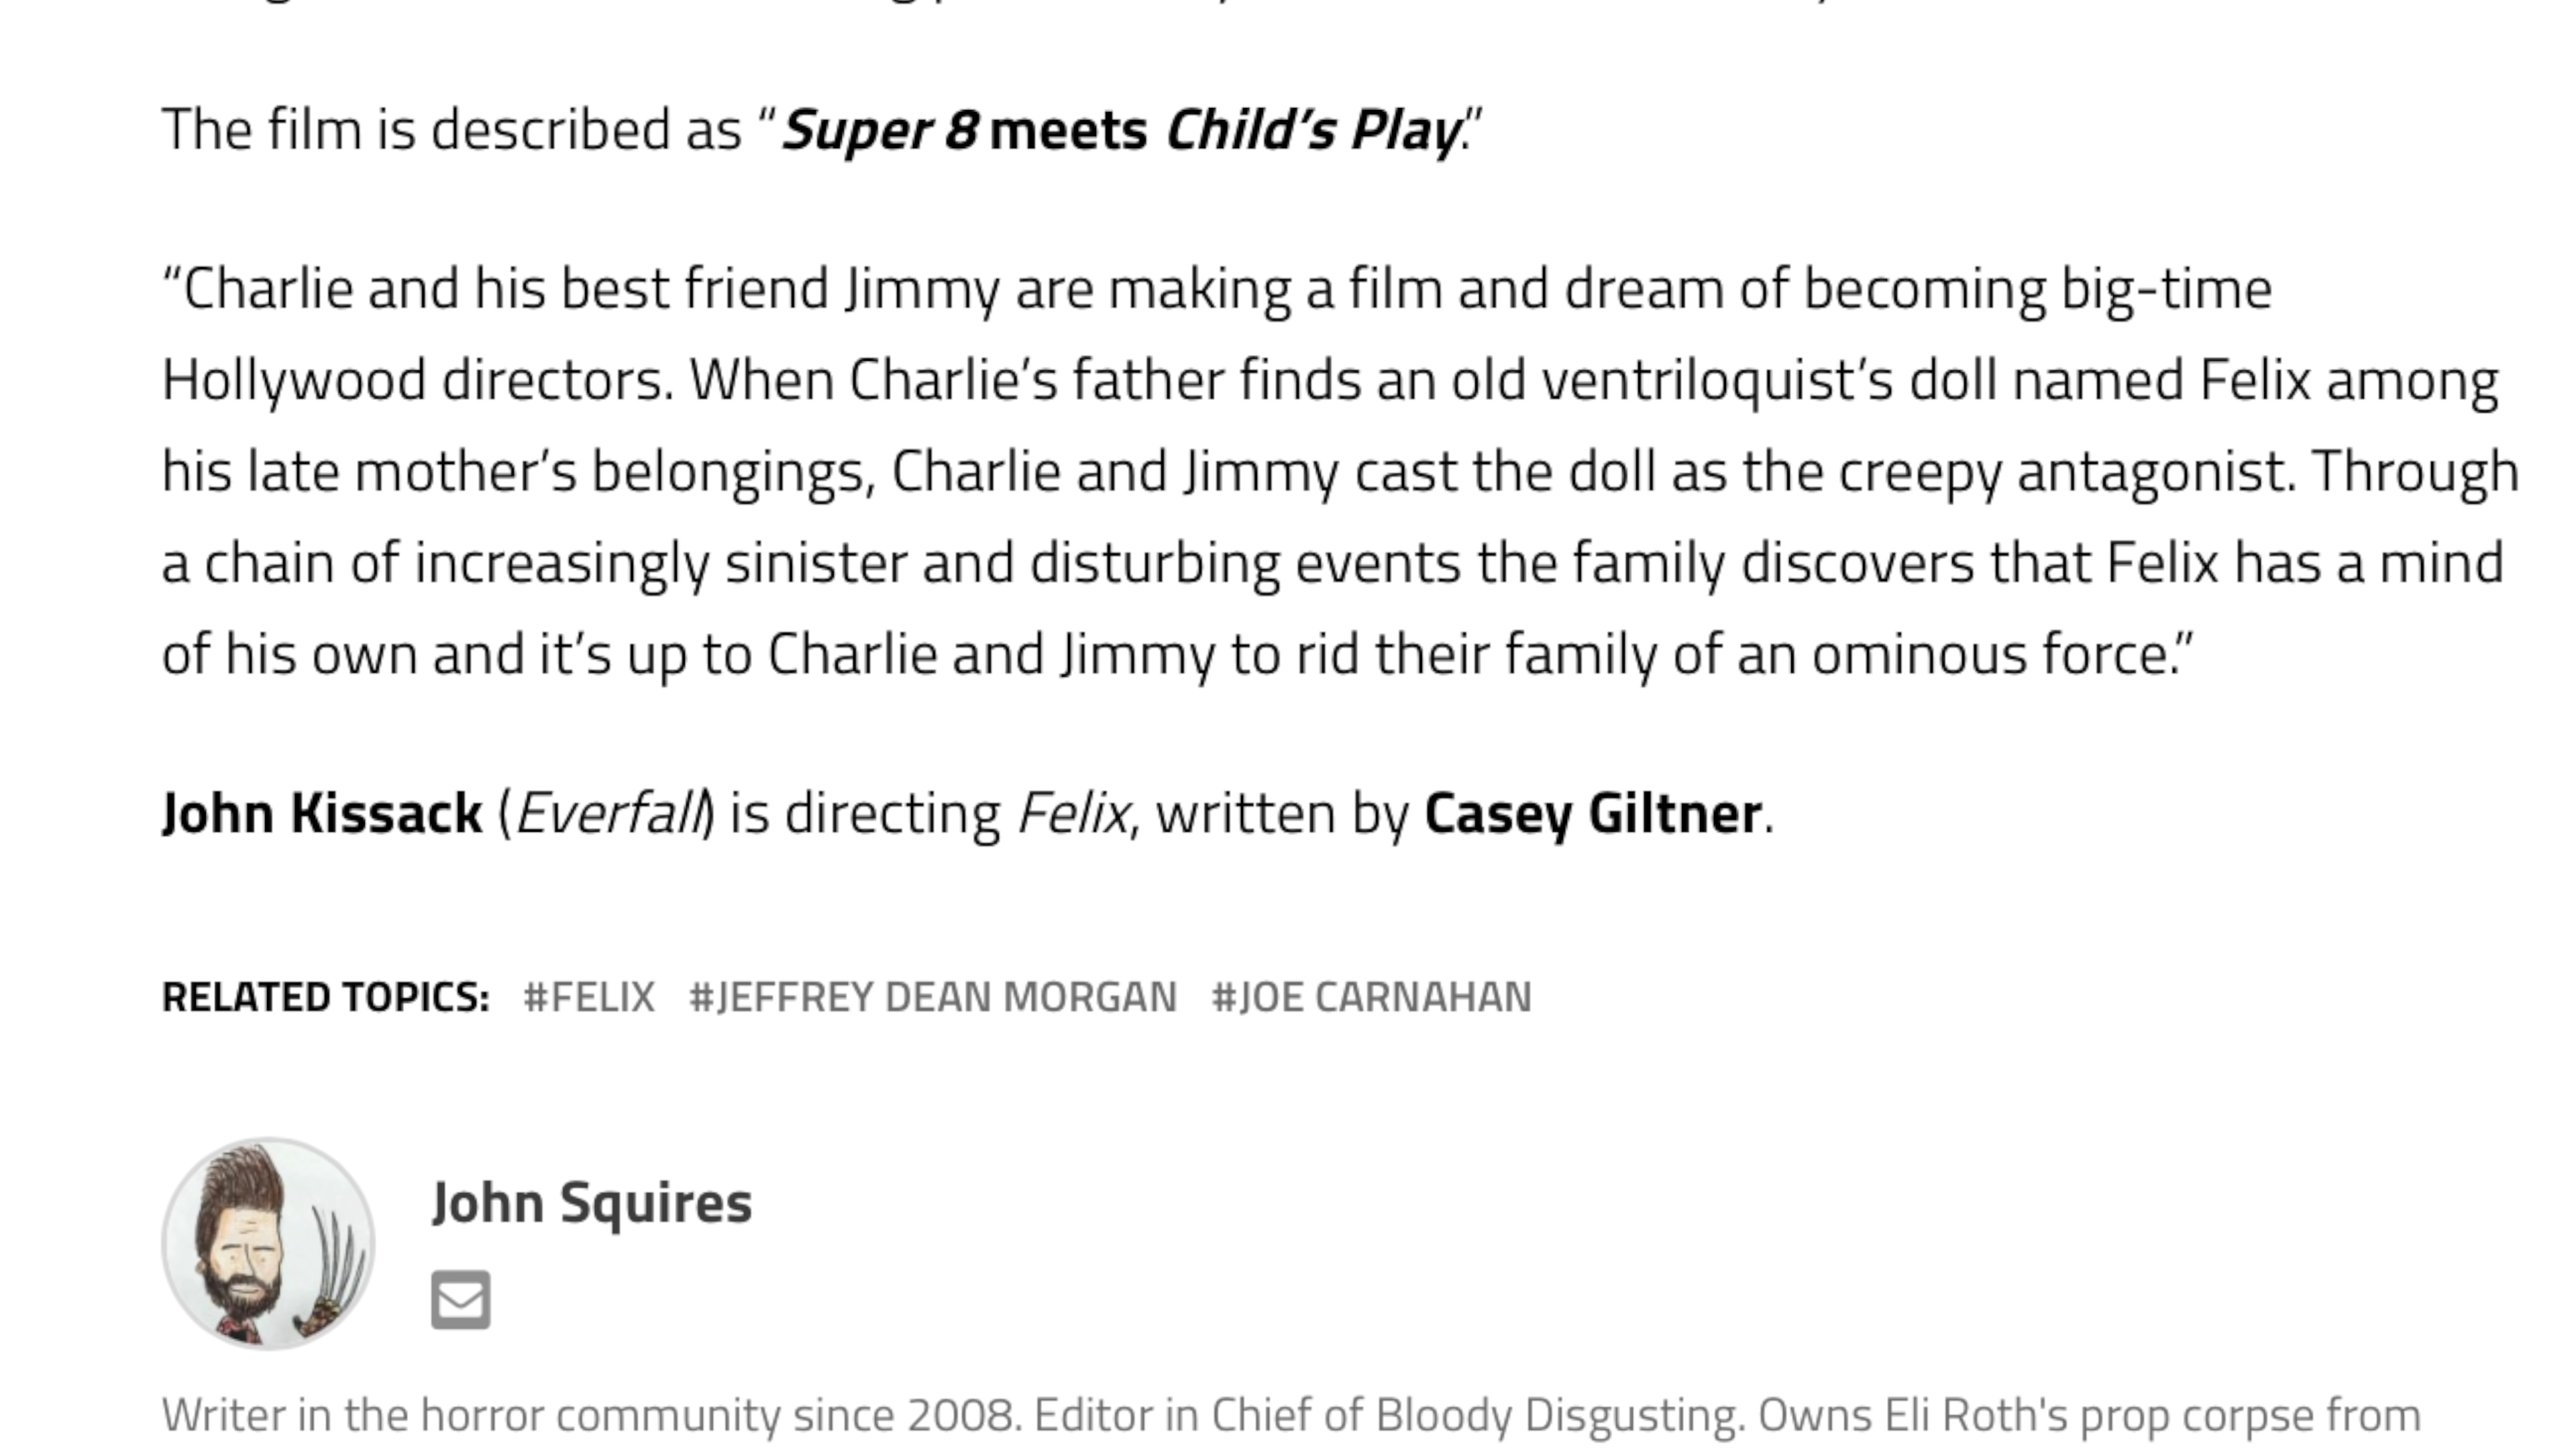 The film is described as “Super 8 meets Child’s Play.”
“Charlie and his best friend Jimmy are making a film and dream of becoming big-time
Hollywood directors. When Charlie’s father finds an old ventriloquist’s doll named Felix among
his late mother’s belongings, Charlie and Jimmy cast the doll as the creepy antagonist. Through
a chain of increasingly sinister and disturbing events the family discovers that Felix has a mind
of his own and it’s up to Charlie and Jimmy to rid their family of an ominous force.”
John Kissack (Everfall) is directing Felix, written by Casey Giltner.
RELATED TOPICS: #FELIX #JEFFREY DEAN MORGAN #JOE CARNAHAN
John Squires
Writer in the horror community since 2008. Editor in Chief of Bloody Disgusting. Owns Eli Roth's prop corpse from